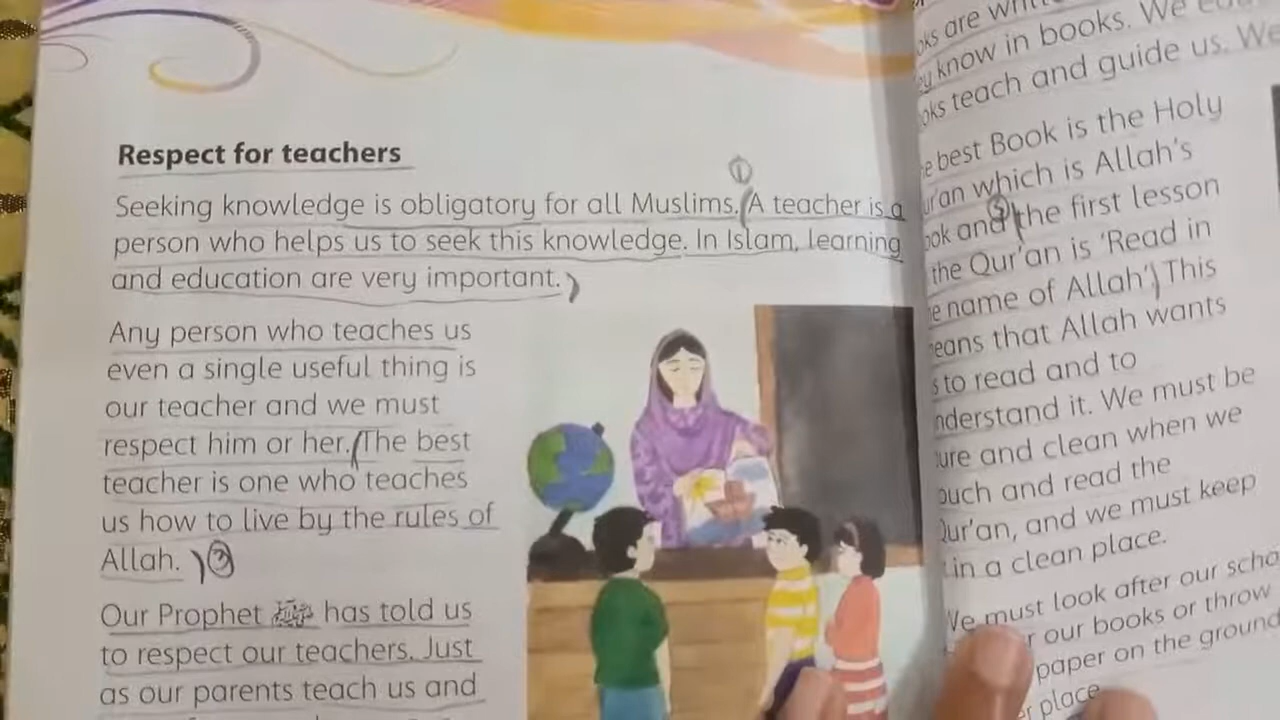 Respect for teachers
Seeking knowledge is obligatory for all Muslims. A teacher is a
person who helps us to seek this knowledge. In Islam, learning
and education are very important.
Any person who teaches us
even a single useful thing is
our teacher and we must
respect him or her. The best
teacher is one who teaches
us how to live by the rules of
Allah.
Our Prophet ﷺ has told us
to respect our teachers. Just
as our parents teach us and
are
know in books. We
teach and guide us. We
best Book is the Holy
which is Allah's
and the first lesson
the Qur'an is 'Read in
name of Allah'. This
that Allah wants
to read and to
it. We must be
and clean when we
and read the
Qur'an, and we must keep
in a clean place.
We must look after our
our books or throw
paper on the ground
place